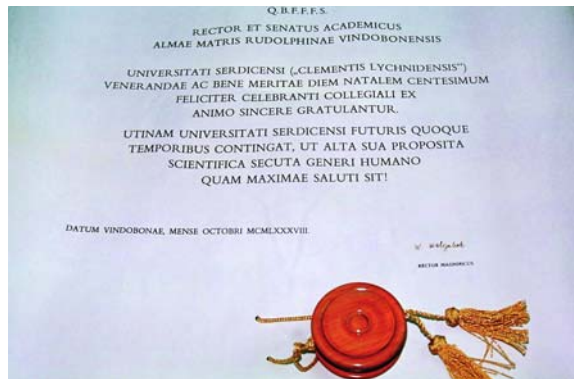 Q.B.F.F.F.S.
RECTOR ET SENATUS ACADEMICUS
ALMAE MATRIS RUDOLPHINAE VINDOBONENSIS
UNIVERSITATI SERDICENSI („CLEMENTIS LYCHNIDENSIS”)
VENERANDAE AC BENE MERITAE DIEM NATALEM CENTESIMUM
FELICITER CELEBRANTI COLLEGIALI EX
ANIMO SINCERE GRATULANTUR.
UTINAM UNIVERSITATI SERDICENSI FUTURIS QUOQUE
TEMPORIBUS CONTINGAT, UT ALTA SUA PROPOSITA
SCIENTIFICA SECUTA GENERI HUMANO
QUAM MAXIMAE SALUTI SIT!
DATUM VINDOBONAE, MENSE OCTOBRI MCMLXXXVIII.
W.
RECTOR MAGNIFICUS